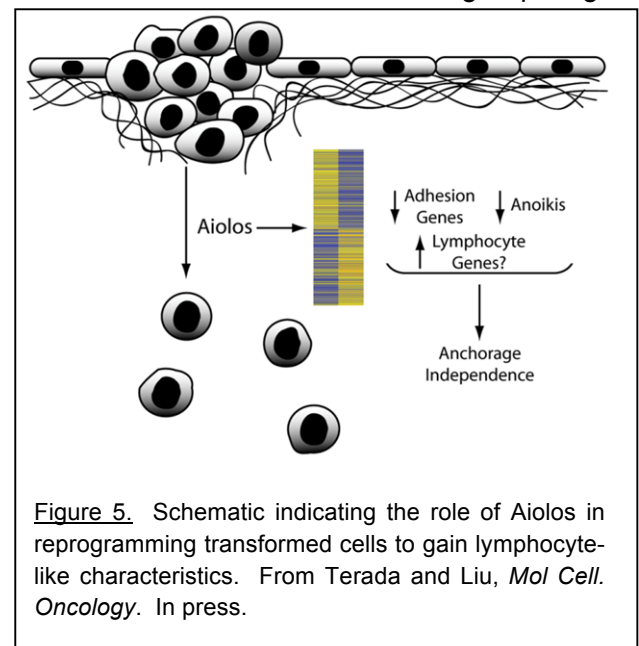 Aiolos
Adhesion
Genes
Anoikis
Lymphocyte
Genes?
Anchorage
Independence
Figure 5. Schematic indicating the role of Aiolos in
reprogramming transformed cells to gain lymphocyte-
like characteristics. From Terada and Liu, Mol Cell.
Oncology. In press.